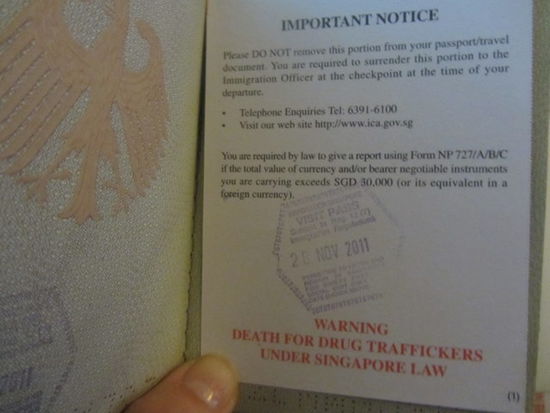 IMPORTANT NOTICE
Please DO NOT remove this portion from your passport/travel
document. You are required to surrender this portion to the
Immigration Officer at the checkpoint at the time of your
departure.
• Telephone Enquiries Tel: 6391-6100
• Visit our web site http://www.ica.gov.sg
You are required by law to give a report using Form NP 727/A/B/C
if the total value of currency and/or bearer negotiable instruments
you are carrying exceeds SGD 30,000 (or its equivalent in a
foreign currency).
VISIT PASS
Immigration Regulations
NOV 2011
WARNING
DEATH FOR DRUG TRAFFICKERS
UNDER SINGAPORE LAW
(1)